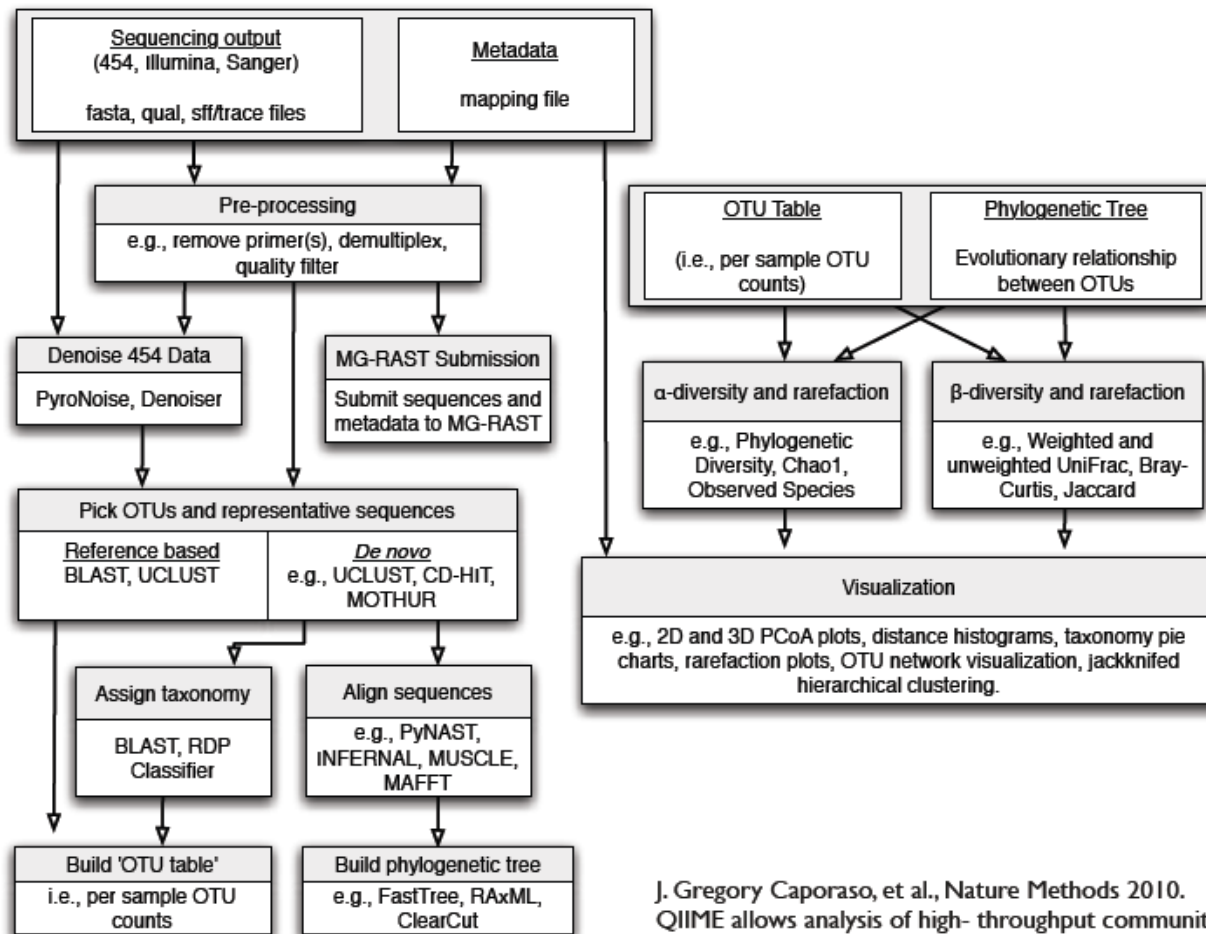 Sequencing output
(454, Illumina, Sanger)
fasta, qual, sff/trace files
Metadata
mapping file
Pre-processing
e.g., remove primer(s), demultiplex,
quality filter
Denoise 454 Data
PyroNoise, Denoiser
MG-RAST Submission
Submit sequences and
metadata to MG-RAST
Pick OTUs and representative sequences
Reference based
BLAST, UCLUST
De novo
e.g., UCLUST, CD-HIT,
MOTHUR
Assign taxonomy
BLAST, RDP
Classifier
Align sequences
e.g., PyNAST,
INFERNAL, MUSCLE,
MAFFT
Build 'OTU table'
i.e., per sample OTU
counts
Build phylogenetic tree
e.g., FastTree, RAxML,
ClearCut
OTU Table
(i.e., per sample OTU
counts)
Phylogenetic Tree
Evolutionary relationship
between OTUs
α-diversity and rarefaction
e.g., Phylogenetic
Diversity, Chao1,
Observed Species
β-diversity and rarefaction
e.g., Weighted and
unweighted UniFrac, Bray-
Curtis, Jaccard
Visualization
e.g., 2D and 3D PCoA plots, distance histograms, taxonomy pie
charts, rarefaction plots, OTU network visualization, jackknifed
hierarchical clustering.
J. Gregory Caporaso, et al., Nature Methods 2010.
QIIME allows analysis of high- throughput communit